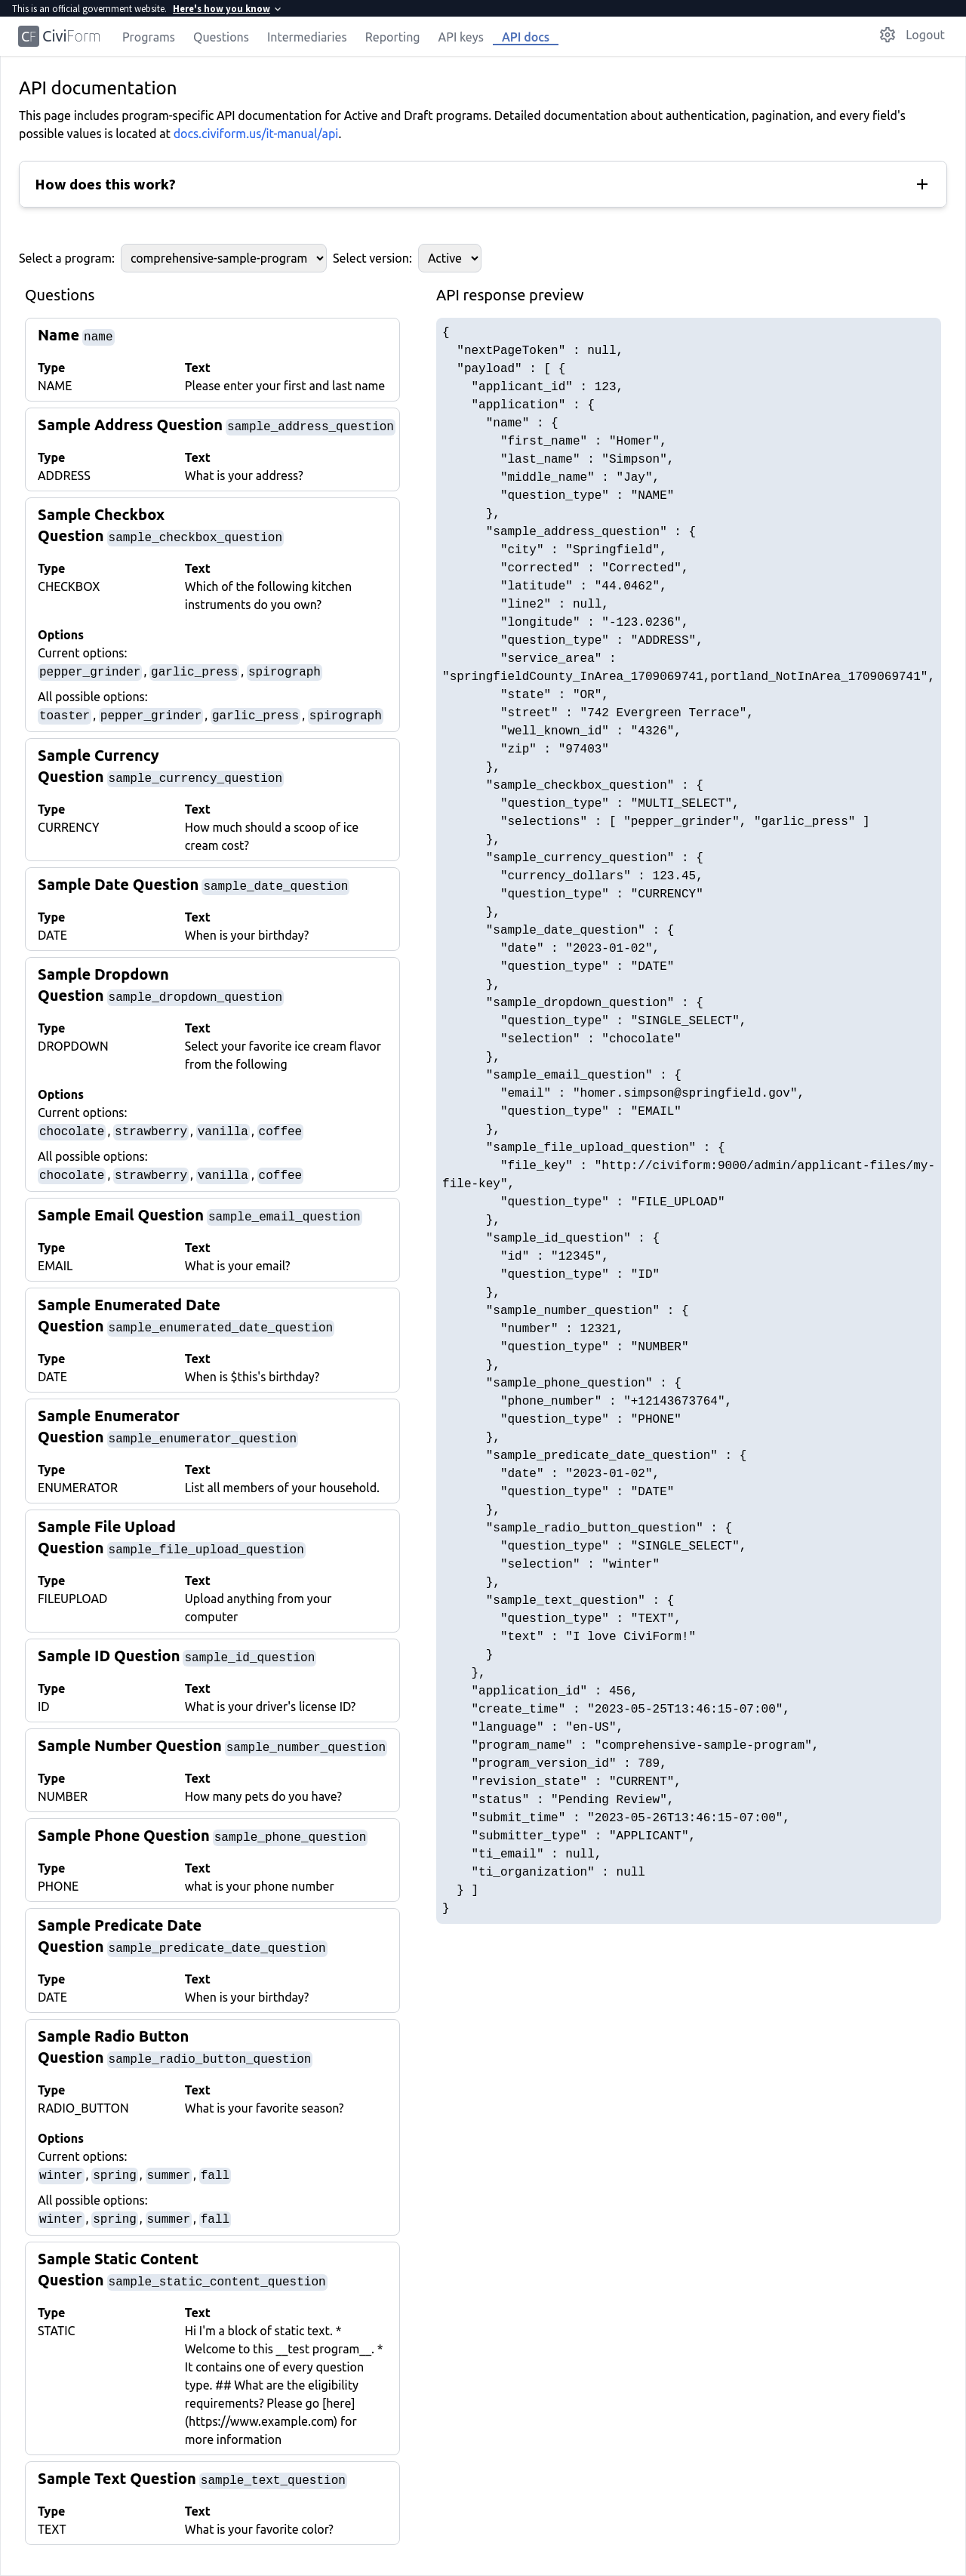 This is an official government website. Here's how you know
CF CiviForm Programs Questions Intermediaries Reporting API keys API docs Logout
API documentation
This page includes program-specific API documentation for Active and Draft programs. Detailed documentation about authentication, pagination, and every field's
possible values is located at docs.civiform.us/it-manual/api.
How does this work?
Select a program: comprehensive-sample-program Select version: Active
Questions
Name name
Type Text
NAME Please enter your first and last name
Sample Address Question sample_address_question
Type Text
ADDRESS What is your address?
Sample Checkbox
Question sample_checkbox_question
Type Text
CHECKBOX Which of the following kitchen
instruments do you own?
Options
Current options:
pepper_grinder, garlic_press, spirograph
All possible options:
toaster, pepper_grinder, garlic_press, spirograph
Sample Currency
Question sample_currency_question
Type Text
CURRENCY How much should a scoop of ice
cream cost?
Sample Date Question sample_date_question
Type Text
DATE When is your birthday?
Sample Dropdown
Question sample_dropdown_question
Type Text
DROPDOWN Select your favorite ice cream flavor
from the following
Options
Current options:
chocolate, strawberry, vanilla, coffee
All possible options:
chocolate, strawberry, vanilla, coffee
Sample Email Question sample_email_question
Type Text
EMAIL What is your email?
Sample Enumerated Date
Question sample_enumerated_date_question
Type Text
DATE When is $this's birthday?
Sample Enumerator
Question sample_enumerator_question
Type Text
ENUMERATOR List all members of your household.
Sample File Upload
Question sample_file_upload_question
Type Text
FILEUPLOAD Upload anything from your
computer
Sample ID Question sample_id_question
Type Text
ID What is your driver's license ID?
Sample Number Question sample_number_question
Type Text
NUMBER How many pets do you have?
Sample Phone Question sample_phone_question
Type Text
PHONE what is your phone number
Sample Predicate Date
Question sample_predicate_date_question
Type Text
DATE When is your birthday?
Sample Radio Button
Question sample_radio_button_question
Type Text
RADIO_BUTTON What is your favorite season?
Options
Current options:
winter, spring, summer, fall
All possible options:
winter, spring, summer, fall
Sample Static Content
Question sample_static_content_question
Type Text
STATIC Hi I'm a block of static text. *
Welcome to this __test program__. *
It contains one of every question
type. ## What are the eligibility
requirements? Please go [here]
(https://www.example.com) for
more information
Sample Text Question sample_text_question
Type Text
TEXT What is your favorite color?
API response preview
{
  "nextPageToken" : null,
  "payload" : [ {
    "applicant_id" : 123,
    "application" : {
      "name" : {
        "first_name" : "Homer",
        "last_name" : "Simpson",
        "middle_name" : "Jay",
        "question_type" : "NAME"
      },
      "sample_address_question" : {
        "city" : "Springfield",
        "corrected" : "Corrected",
        "latitude" : "44.0462",
        "line2" : null,
        "longitude" : "-123.0236",
        "question_type" : "ADDRESS",
        "service_area" :
"springfieldCounty_InArea_1709069741,portland_NotInArea_1709069741",
        "state" : "OR",
        "street" : "742 Evergreen Terrace",
        "well_known_id" : "4326",
        "zip" : "97403"
      },
      "sample_checkbox_question" : {
        "question_type" : "MULTI_SELECT",
        "selections" : [ "pepper_grinder", "garlic_press" ]
      },
      "sample_currency_question" : {
        "currency_dollars" : 123.45,
        "question_type" : "CURRENCY"
      },
      "sample_date_question" : {
        "date" : "2023-01-02",
        "question_type" : "DATE"
      },
      "sample_dropdown_question" : {
        "question_type" : "SINGLE_SELECT",
        "selection" : "chocolate"
      },
      "sample_email_question" : {
        "email" : "homer.simpson@springfield.gov",
        "question_type" : "EMAIL"
      },
      "sample_file_upload_question" : {
        "file_key" : "http://civiform:9000/admin/applicant-files/my-
file-key",
        "question_type" : "FILE_UPLOAD"
      },
      "sample_id_question" : {
        "id" : "12345",
        "question_type" : "ID"
      },
      "sample_number_question" : {
        "number" : 12321,
        "question_type" : "NUMBER"
      },
      "sample_phone_question" : {
        "phone_number" : "+12143673764",
        "question_type" : "PHONE"
      },
      "sample_predicate_date_question" : {
        "date" : "2023-01-02",
        "question_type" : "DATE"
      },
      "sample_radio_button_question" : {
        "question_type" : "SINGLE_SELECT",
        "selection" : "winter"
      },
      "sample_text_question" : {
        "question_type" : "TEXT",
        "text" : "I love CiviForm!"
      }
    },
    "application_id" : 456,
    "create_time" : "2023-05-25T13:46:15-07:00",
    "language" : "en-US",
    "program_name" : "comprehensive-sample-program",
    "program_version_id" : 789,
    "revision_state" : "CURRENT",
    "status" : "Pending Review",
    "submit_time" : "2023-05-26T13:46:15-07:00",
    "submitter_type" : "APPLICANT",
    "ti_email" : null,
    "ti_organization" : null
  } ]
}